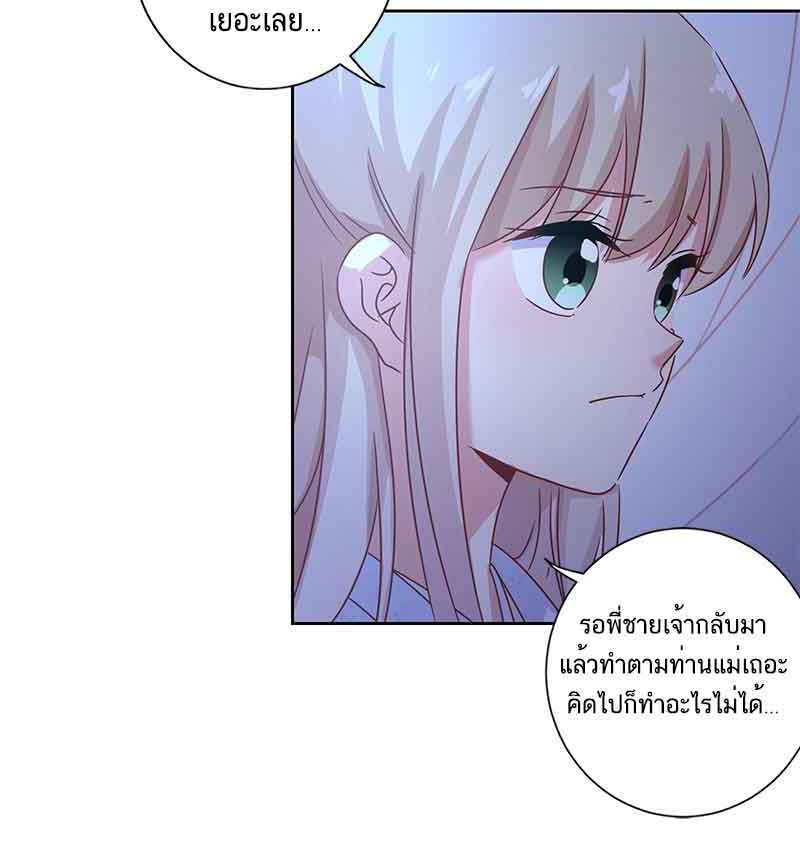 เยอะเลย...
รอพี่ชายเจ้ากลับมา
แล้วทำตามท่านแม่เถอะ
คิดไปก็ทำอะไรไม่ได้...